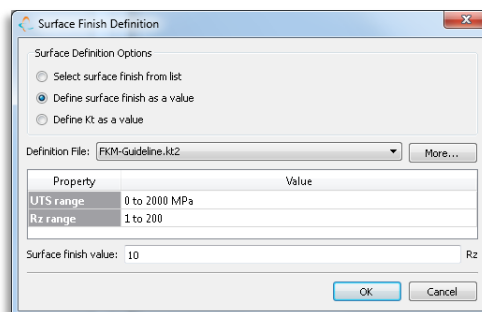 Surface Finish Definition
Surface Definition Options
Select surface finish from list
Define surface finish as a value
Define Kt as a value
Definition File: FKM-Guideline.kt2 More...
Property Value
UTS range 0 to 2000 MPa
Rz range 1 to 200
Surface finish value: 10 Rz
OK Cancel